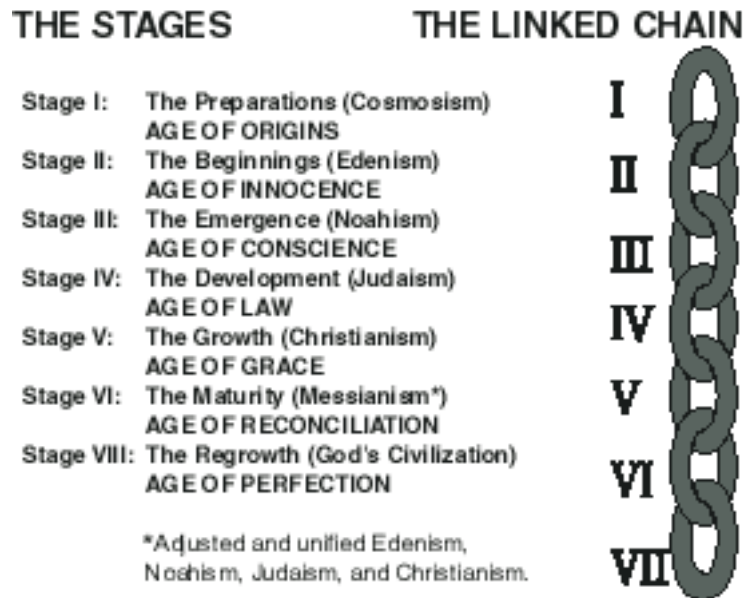 THE STAGES THE LINKED CHAIN
Stage I: The Preparations (Cosmosism) I
AGE OF ORIGINS
Stage II: The Beginnings (Edenism) II
AGE OF INNOCENCE
Stage III: The Emergence (Noahism) III
AGE OF CONSCIENCE
Stage IV: The Development (Judaism) IV
AGE OF LAW
Stage V: The Growth (Christianism) V
AGE OF GRACE
Stage VI: The Maturity (Messianism*) VI
AGE OF RECONCILIATION
Stage VIII: The Regrowth (God's Civilization) VII
AGE OF PERFECTION
*Adjusted and unified Edenism,
Noahism, Judaism, and Christianism.